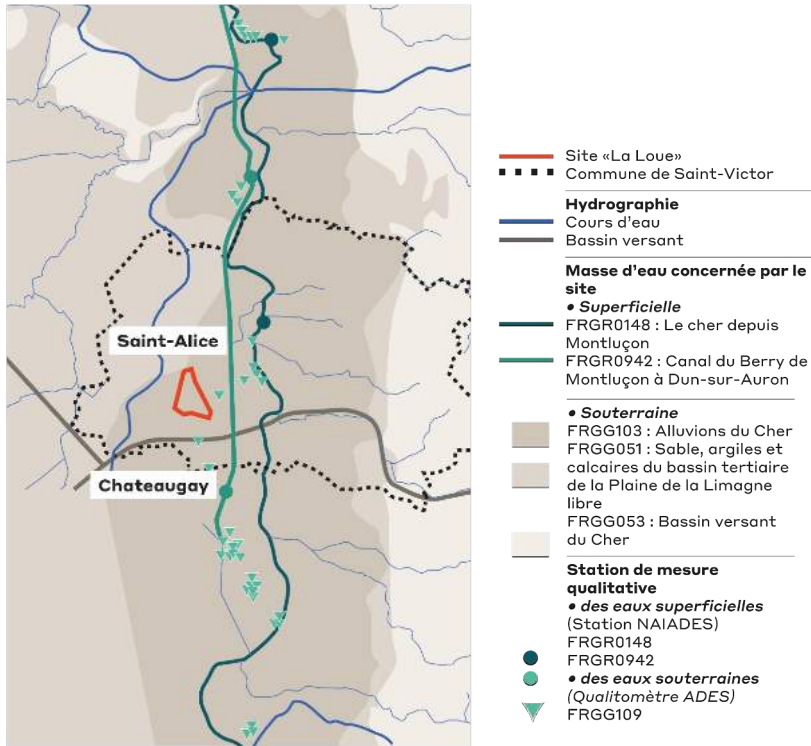 Saint-Alice
Chateaugay
Site «La Loue»
Commune de Saint-Victor
Hydrographie
Cours d'eau
Bassin versant
Masse d'eau concernée par le
site
• Superficielle
FRGR0148 : Le cher depuis
Montluçon
FRGR0942 : Canal du Berry de
Montluçon à Dun-sur-Auron
• Souterraine
FRGG103 : Alluvions du Cher
FRGG051 : Sable, argiles et
calcaires du bassin tertiaire
de la Plaine de la Limagne
libre
FRGG053 : Bassin versant
du Cher
Station de mesure
qualitative
• des eaux superficielles
(Station NAIADES)
FRGR0148
FRGR0942
• des eaux souterraines
(Qualitomètre ADES)
FRGG109